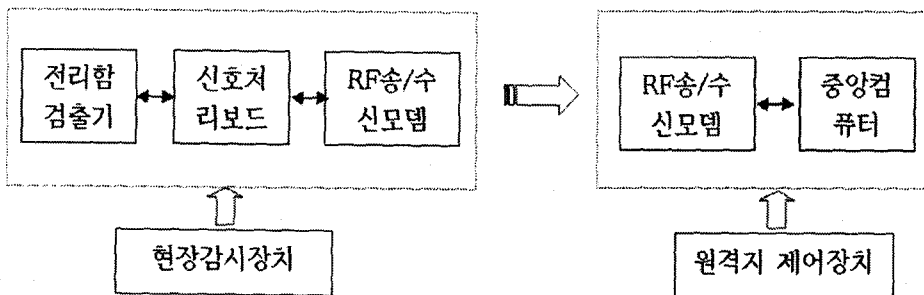 전리함
검출기
신호처
리보드
RF송/수
신모뎀
RF송/수
신모뎀
중앙컴
퓨터
현장감시장치
원격지 제어장치